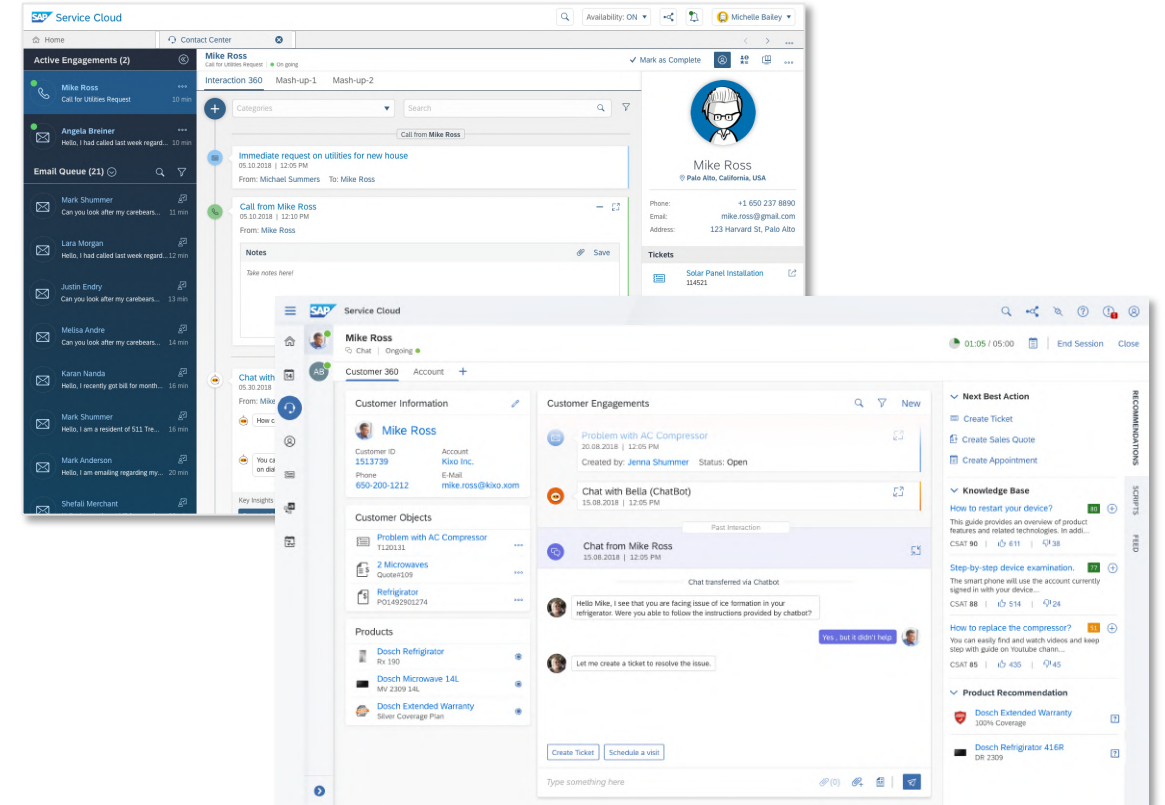 SAP Service Cloud
Availability: ON
Michelle Bailey
Home
Contact Center
Active Engagements (2)
Mike Ross
Call for Utilities Request
10 min
Angela Breiner
Hello, I had called last week regard...
10 min
Email Queue (21)
Mark Shummer
Can you look after my carebears...
11 min
Lara Morgan
Hello, I had called last week regard...
12 min
Justin Endry
Can you look after my carebears...
13 min
Melisa Andre
Can you look after my carebears...
14 min
Karan Nanda
Hello, I recently got bill for month...
16 min
Mark Shummer
Hello, I am a resident of 511 Tre...
16 min
Mark Anderson
Hello, I am emailing regarding my...
20 min
Shefali Merchant
Mike Ross
Call for Utilities Request | On going
Mark as Complete
Interaction 360
Mash-up-1
Mash-up-2
Categories
Search
Call from Mike Ross
Immediate request on utilities for new house
05.10.2018 | 12:05 PM
From: Michael Summers To: Mike Ross
Call from Mike Ross
05.10.2018 | 12:10 PM
From: Mike Ross
Notes
Save
Take notes here!
Chat with
05.30.2018
From: Mike
How c
You ca
on dial
Key Insights
Mike Ross
Palo Alto, California, USA
Phone: +1 650 237 8890
Email: mike.ross@gmail.com
Address: 123 Harvard St, Palo Alto
Tickets
Solar Panel Installation
114521
SAP Service Cloud
Mike Ross
Chat | Ongoing
01:05 / 05:00
End Session
Close
AB
14
Customer 360
Account
Customer Information
Mike Ross
Customer ID
1513739
Account
Kixo Inc.
Phone
650-200-1212
E-Mail
mike.ross@kixo.xom
Customer Objects
Problem with AC Compressor
T120131
2 Microwaves
Quote#109
Refrigirator
PO1492901274
Products
Dosch Refrigirator
Rx 190
Dosch Microwave 14L
MV 2309 14L
Dosch Extended Warranty
Silver Coverage Plan
Customer Engagements
New
Problem with AC Compressor
20.08.2018 | 12:05 PM
Created by: Jenna Shummer Status: Open
Chat with Bella (ChatBot)
15.08.2018 | 12:05 PM
Past Interaction
Chat from Mike Ross
15.08.2018 | 12:05 PM
Chat transferred via Chatbot
Hello Mike, I see that you are facing issue of ice formation in your
refrigerator. Were you able to follow the instructions provided by chatbot?
Yes , but it didn't help
Let me create a ticket to resolve the issue.
Create Ticket
Schedule a visit
Type something here
(0)
Next Best Action
Create Ticket
Create Sales Quote
Create Appointment
Knowledge Base
How to restart your device?
This guide provides an overview of product
features and related technologies. In addi...
CSAT 90 | 611 | 38
Step-by-step device examination.
77
The smart phone will use the account currently
signed in with your device...
CSAT 88 | 514 | 24
How to replace the compressor?
You can easily find and watch videos and keep
step with guide on Youtube chann...
CSAT 85 | 435 | 45
Product Recommendation
Dosch Extended Warranty
100% Coverage
Dosch Refrigirator 416R
DR 2309
RECOMMENDATIONS
SCRIPTS
FEED